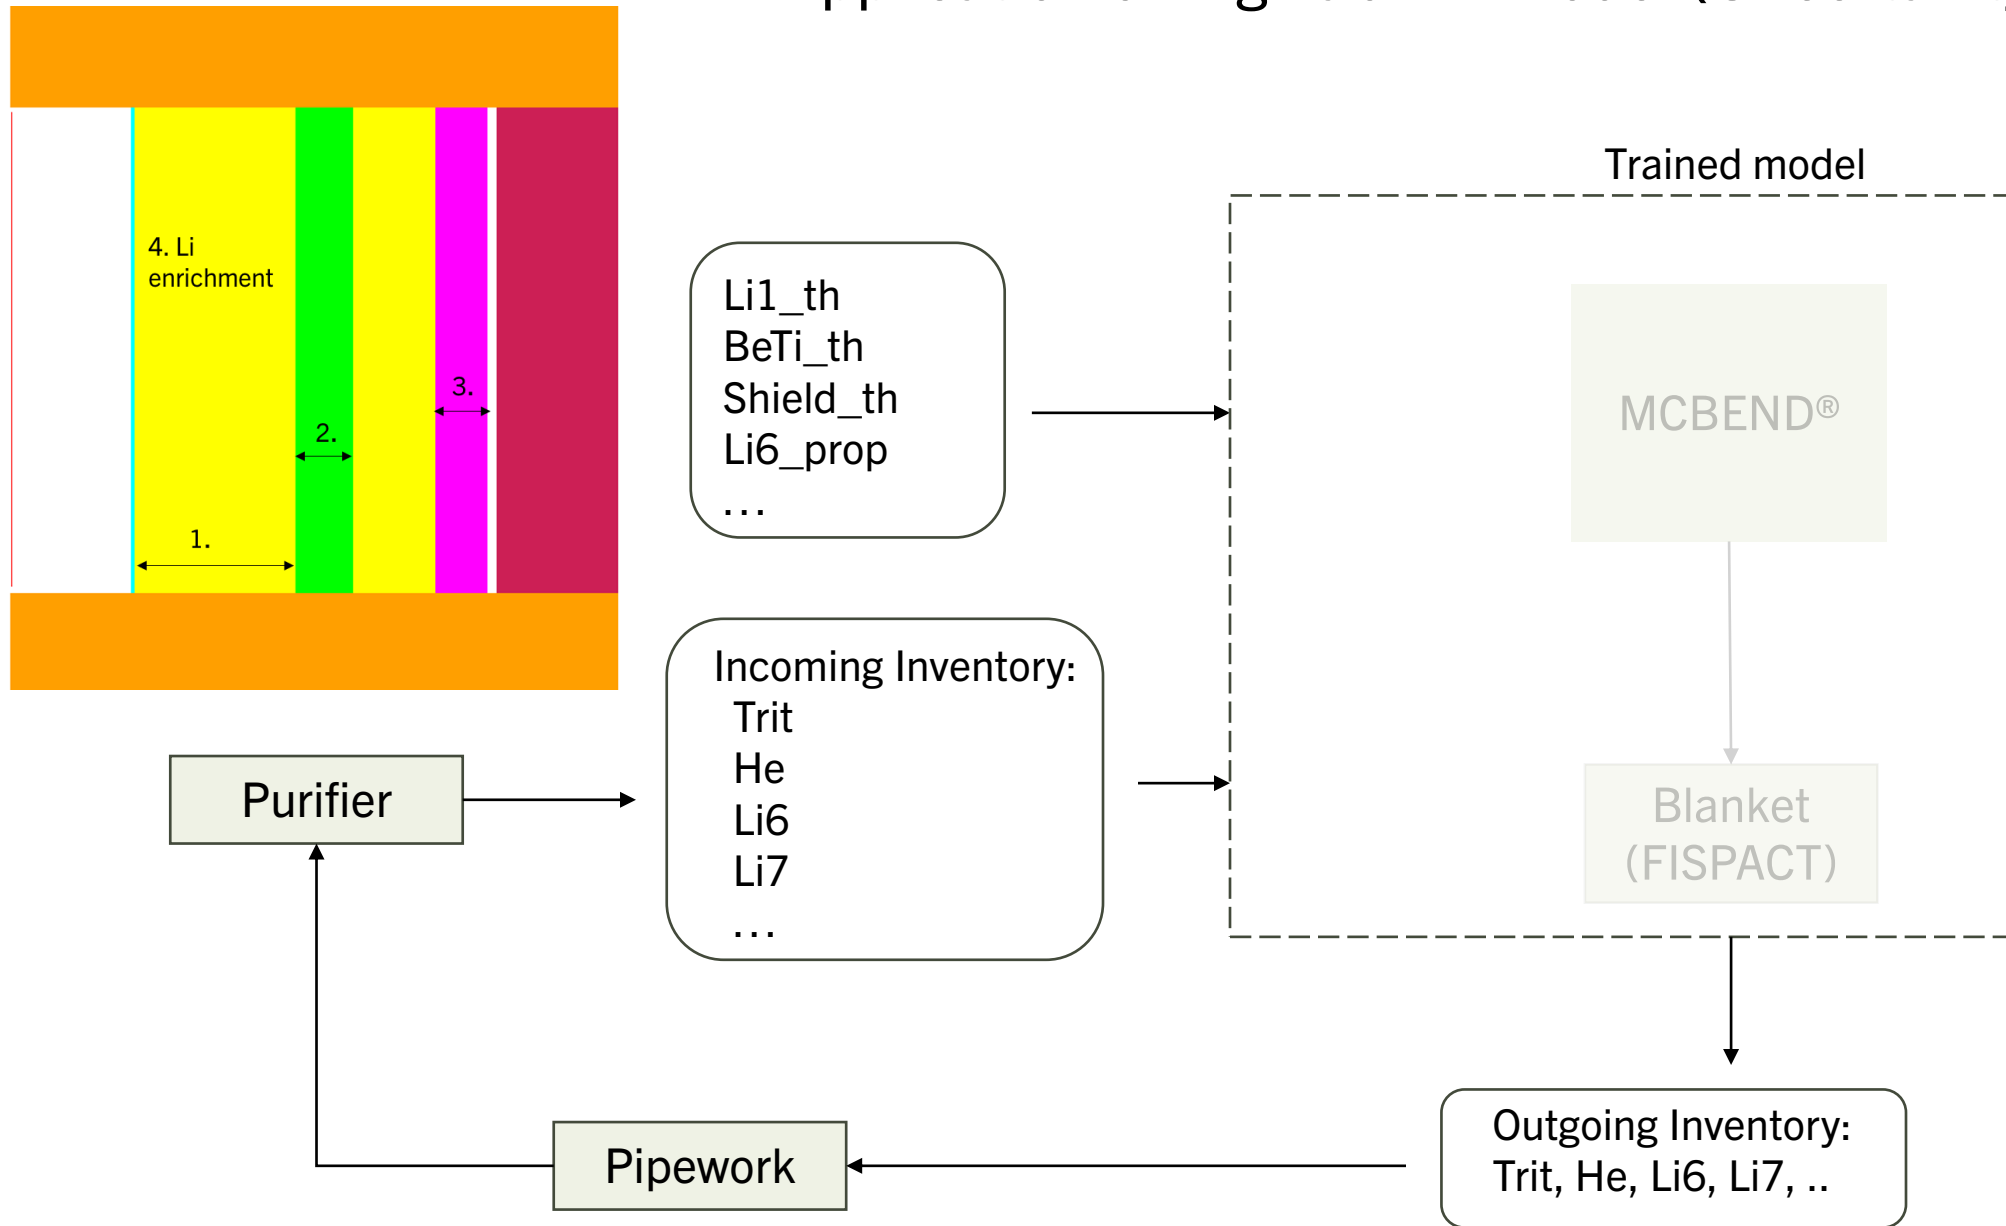 4. Li
enrichment
3.
2.
1.
Li1_th
BeTi_th
Shield_th
Li6_prop
...
Trained model
MCBEND®
Blanket
(FISPACT)
Incoming Inventory:
Trit
He
Li6
Li7
...
Purifier
Pipework
Outgoing Inventory:
Trit, He, Li6, Li7, ..